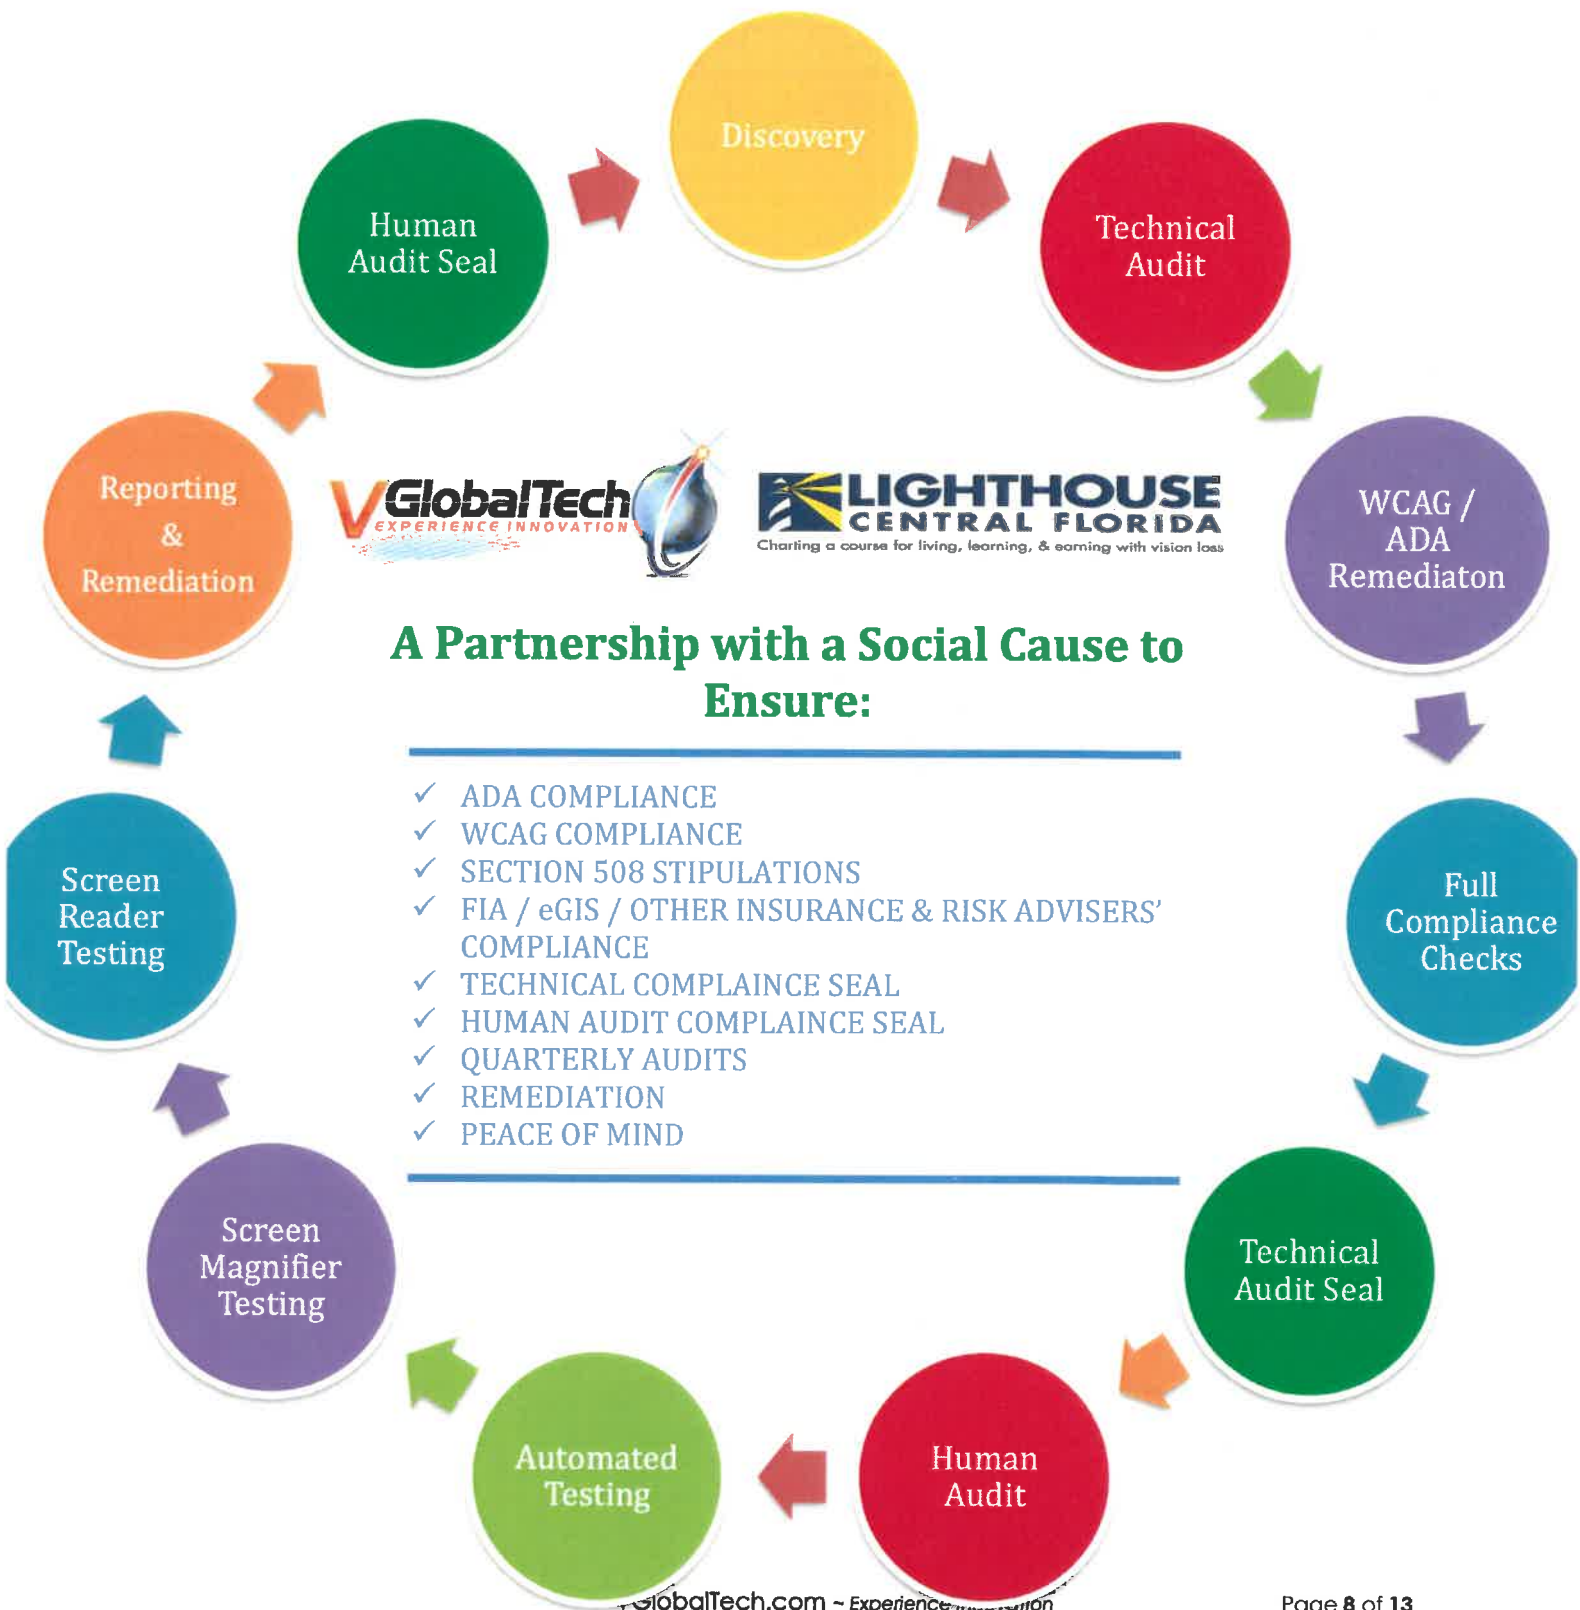 Discovery
Technical
Audit
WCAG /
ADA
Remediaton
Full
Compliance
Checks
Technical
Audit Seal
Human
Audit
Automated
Testing
Screen
Magnifier
Testing
Screen
Reader
Testing
Reporting
&
Remediation
Human
Audit Seal
VGlobalTech
EXPERIENCE INNOVATION
LIGHTHOUSE
CENTRAL FLORIDA
Charting a course for living, learning, & earning with vision loss
A Partnership with a Social Cause to
Ensure:
✓ ADA COMPLIANCE
✓ WCAG COMPLIANCE
✓ SECTION 508 STIPULATIONS
✓ FIA / eGIS / OTHER INSURANCE & RISK ADVISERS’
COMPLIANCE
✓ TECHNICAL COMPLAINCE SEAL
✓ HUMAN AUDIT COMPLAINCE SEAL
✓ QUARTERLY AUDITS
✓ REMEDIATION
✓ PEACE OF MIND
VGlobalTech.com ~ Experience
Page 8 of 13